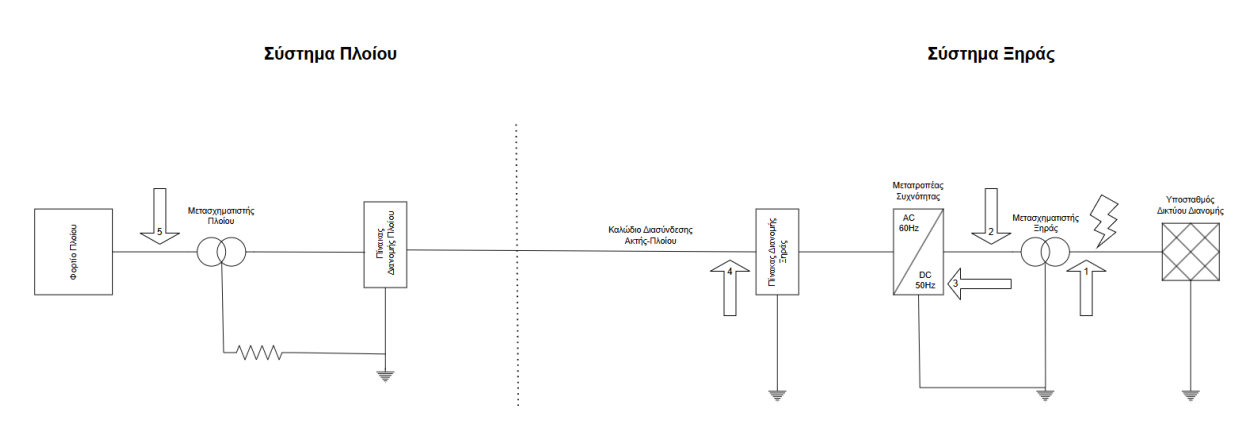 Σύστημα Πλοίου
Σύστημα Ξηράς
Φορτίο Πλοίου
5
Μετασχηματιστής
Πλοίου
Πίνακας
Διανομής Πλοίου
Καλώδιο Διασύνδεσης
Ακτής-Πλοίου
4
Πίνακας Διανομής
Ξηράς
Μετατροπέας
Συχνότητας
AC
60Hz
DC
50Hz
2
3
Μετασχηματιστής
Ξηράς
1
Υποσταθμός
Δικτύου Διανομής